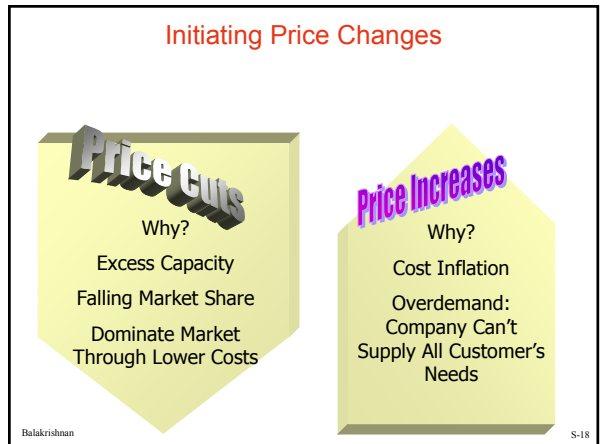 Initiating Price Changes
Price Cuts
Why?
Excess Capacity
Falling Market Share
Dominate Market
Through Lower Costs
Price Increases
Why?
Cost Inflation
Overdemand:
Company Can't
Supply All Customer's
Needs
Balakrishnan
S-18